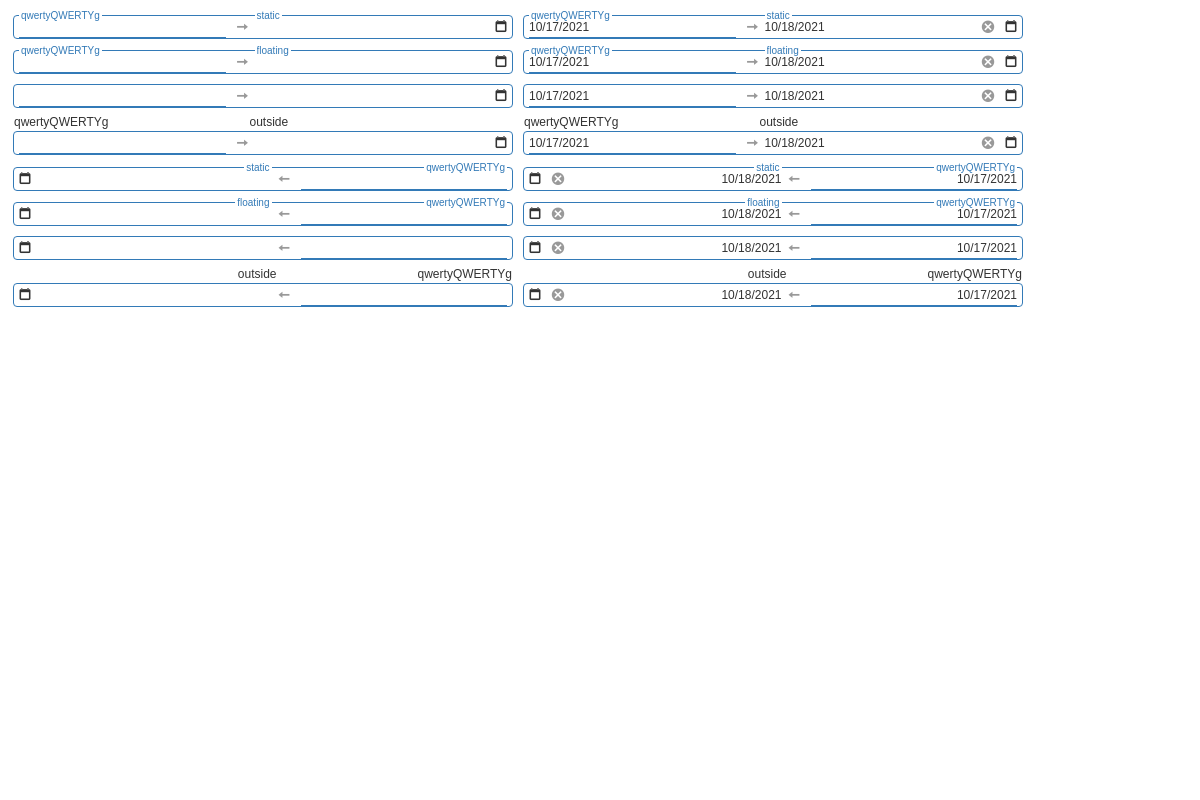 qwertyQWERTYg static qwertyQWERTYg static
10/17/2021 10/18/2021
qwertyQWERTYg floating qwertyQWERTYg floating
10/17/2021 10/18/2021
10/17/2021 10/18/2021
qwertyQWERTYg outside qwertyQWERTYg outside
10/17/2021 10/18/2021
static qwertyQWERTYg static qwertyQWERTYg
10/18/2021 10/17/2021
floating qwertyQWERTYg floating qwertyQWERTYg
10/18/2021 10/17/2021
10/18/2021 10/17/2021
outside qwertyQWERTYg outside qwertyQWERTYg
10/18/2021 10/17/2021